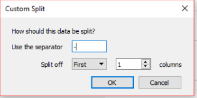 Custom Split
How should this data be split?
Use the separator -
Split off First 1 columns
OK Cancel